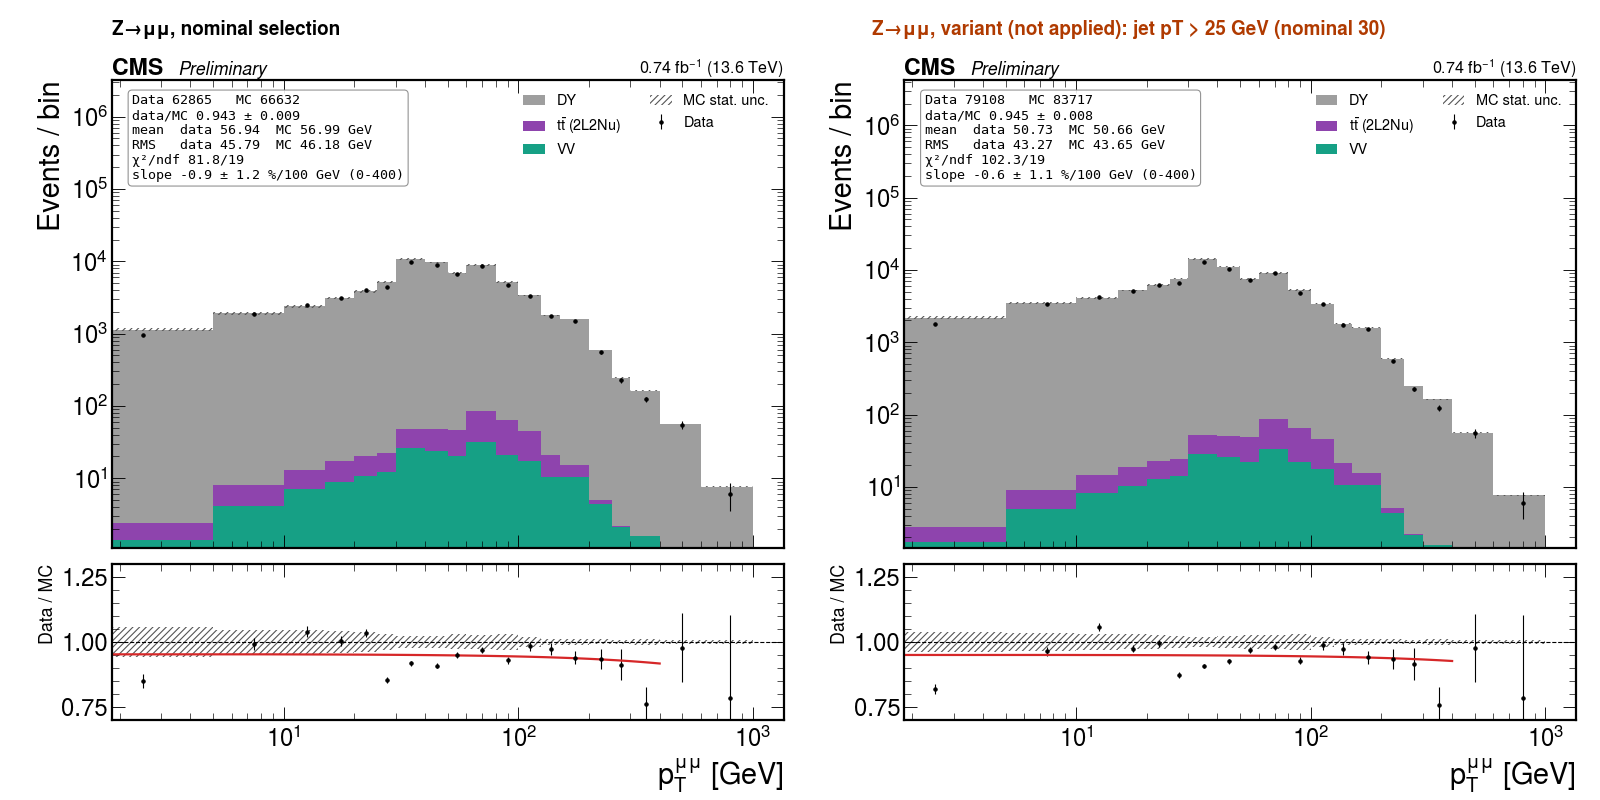 Z→μμ, nominal selection
CMS Preliminary 0.74 fb⁻¹ (13.6 TeV)
Data 62865   MC 66632
data/MC 0.943 ± 0.009
mean  data 56.94  MC 56.99 GeV
RMS   data 45.79  MC 46.18 GeV
χ²/ndf 81.8/19
slope -0.9 ± 1.2 %/100 GeV (0-400)
DY
tt̄ (2L2Nu)
VV
MC stat. unc.
Data
Events / bin
10⁶
10⁵
10⁴
10³
10²
10¹
Data / MC
1.25
1.00
0.75
10¹ 10² 10³
p_T^μμ [GeV]
Z→μμ, variant (not applied): jet pT > 25 GeV (nominal 30)
CMS Preliminary 0.74 fb⁻¹ (13.6 TeV)
Data 79108   MC 83717
data/MC 0.945 ± 0.008
mean  data 50.73  MC 50.66 GeV
RMS   data 43.27  MC 43.65 GeV
χ²/ndf 102.3/19
slope -0.6 ± 1.1 %/100 GeV (0-400)
DY
tt̄ (2L2Nu)
VV
MC stat. unc.
Data
Events / bin
10⁶
10⁵
10⁴
10³
10²
10¹
Data / MC
1.25
1.00
0.75
10¹ 10² 10³
p_T^μμ [GeV]